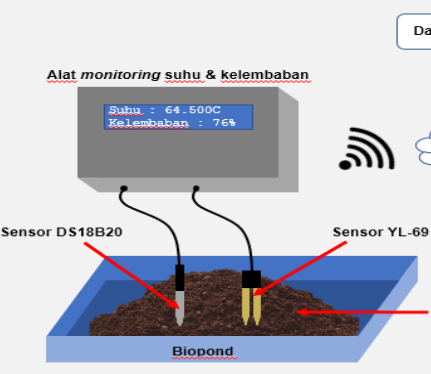 Da
Alat monitoring suhu & kelembaban
Suhu : 64.500C
Kelembaban : 76%
Sensor DS18B20
Sensor YL-69
Biopond